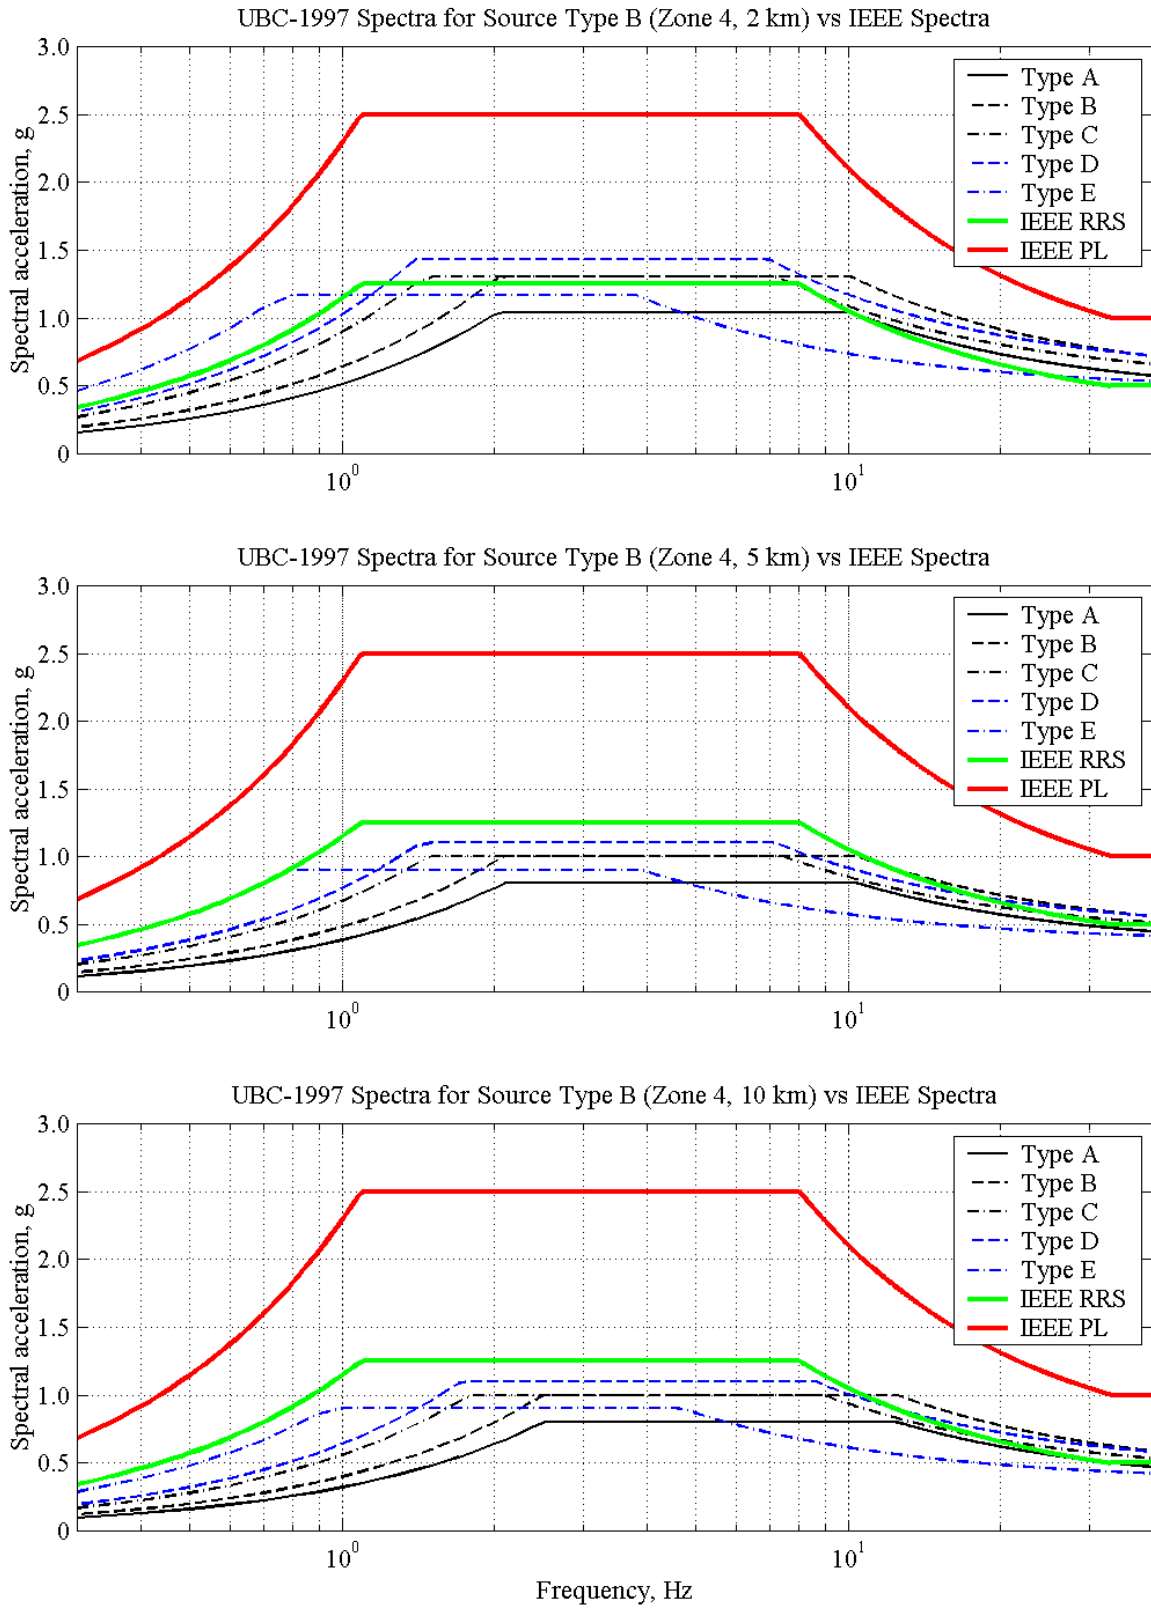 UBC-1997 Spectra for Source Type B (Zone 4, 2 km) vs IEEE Spectra
3.0
2.5
2.0
1.5
1.0
0.5
0
Spectral acceleration, g
Type A
Type B
Type C
Type D
Type E
IEEE RRS
IEEE PL
10^0
10^1
UBC-1997 Spectra for Source Type B (Zone 4, 5 km) vs IEEE Spectra
3.0
2.5
2.0
1.5
1.0
0.5
0
Spectral acceleration, g
Type A
Type B
Type C
Type D
Type E
IEEE RRS
IEEE PL
10^0
10^1
UBC-1997 Spectra for Source Type B (Zone 4, 10 km) vs IEEE Spectra
3.0
2.5
2.0
1.5
1.0
0.5
0
Spectral acceleration, g
Type A
Type B
Type C
Type D
Type E
IEEE RRS
IEEE PL
10^0
10^1
Frequency, Hz